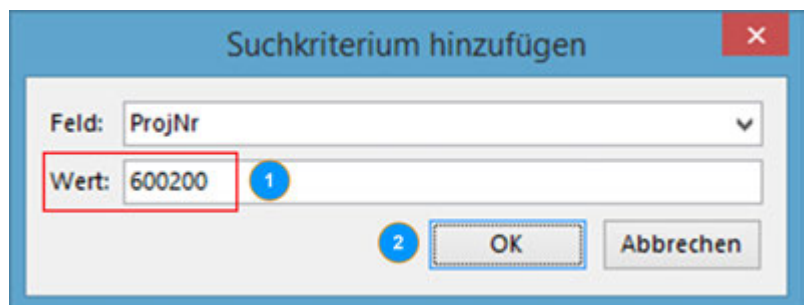 Suchkriterium hinzufügen
Feld: ProjNr
Wert: 600200 1
2 OK Abbrechen